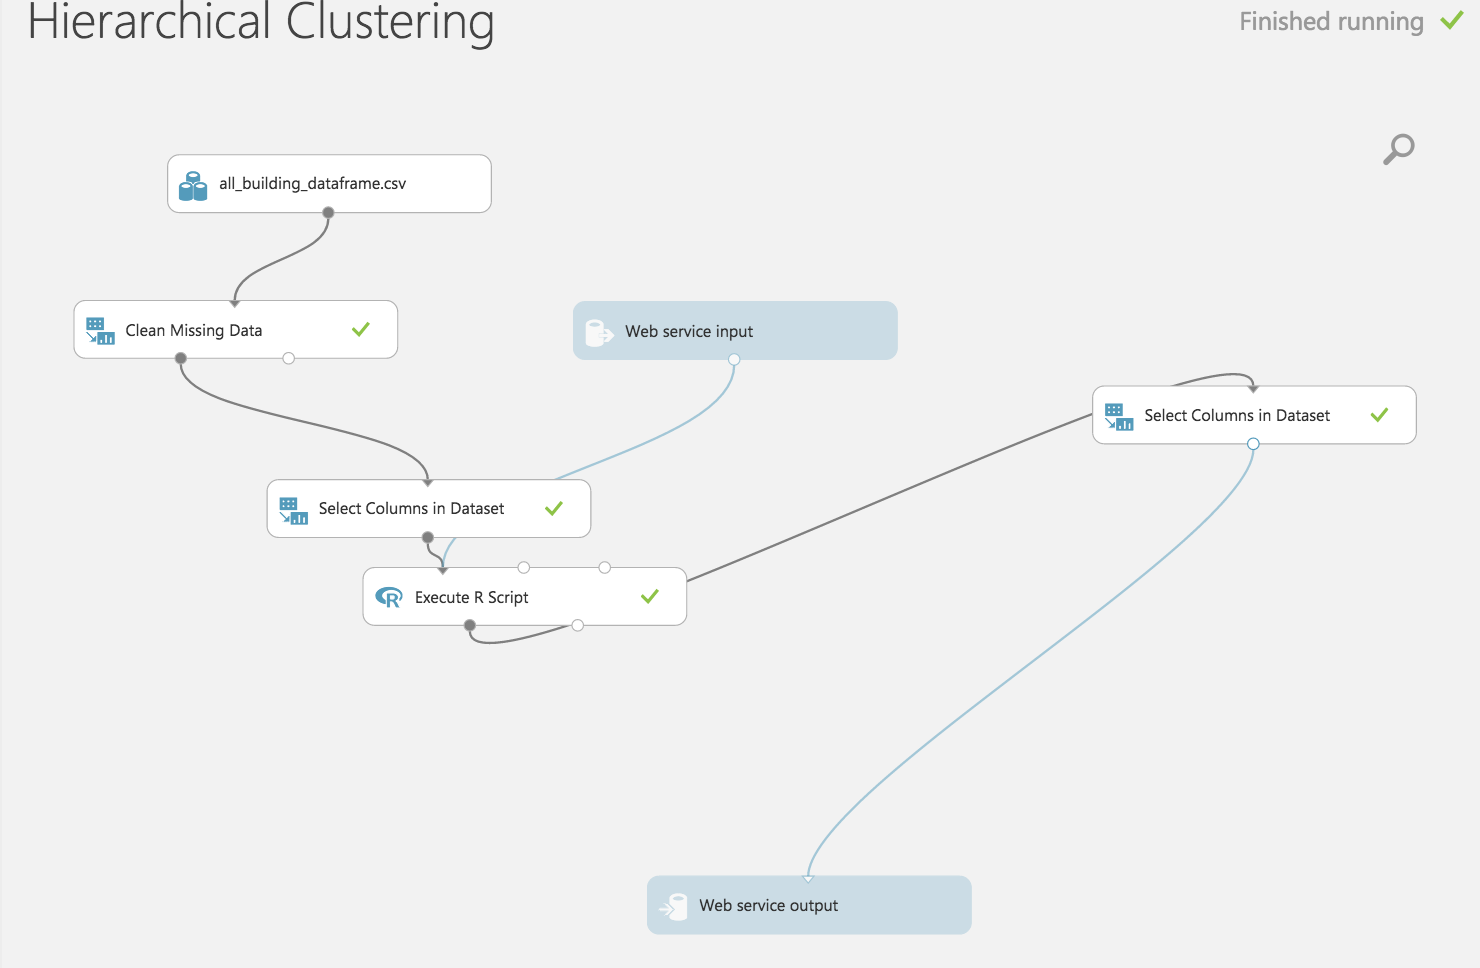 Hierarchical Clustering
Finished running
all_building_dataframe.csv
Clean Missing Data
Web service input
Select Columns in Dataset
Select Columns in Dataset
R Execute R Script
Web service output